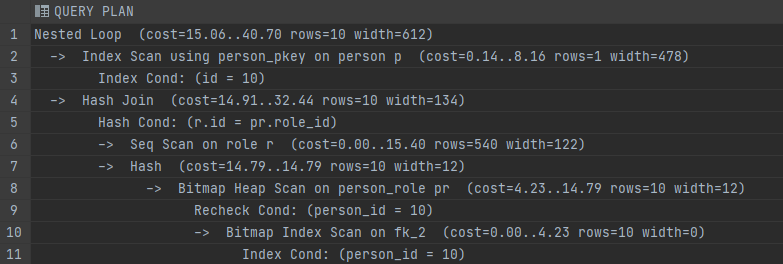 QUERY PLAN
1 Nested Loop (cost=15.06..40.70 rows=10 width=612)
2 -> Index Scan using person_pkey on person p (cost=0.14..8.16 rows=1 width=478)
3 Index Cond: (id = 10)
4 -> Hash Join (cost=14.91..32.44 rows=10 width=134)
5 Hash Cond: (r.id = pr.role_id)
6 -> Seq Scan on role r (cost=0.00..15.40 rows=540 width=122)
7 -> Hash (cost=14.79..14.79 rows=10 width=12)
8 -> Bitmap Heap Scan on person_role pr (cost=4.23..14.79 rows=10 width=12)
9 Recheck Cond: (person_id = 10)
10 -> Bitmap Index Scan on fk_2 (cost=0.00..4.23 rows=10 width=0)
11 Index Cond: (person_id = 10)